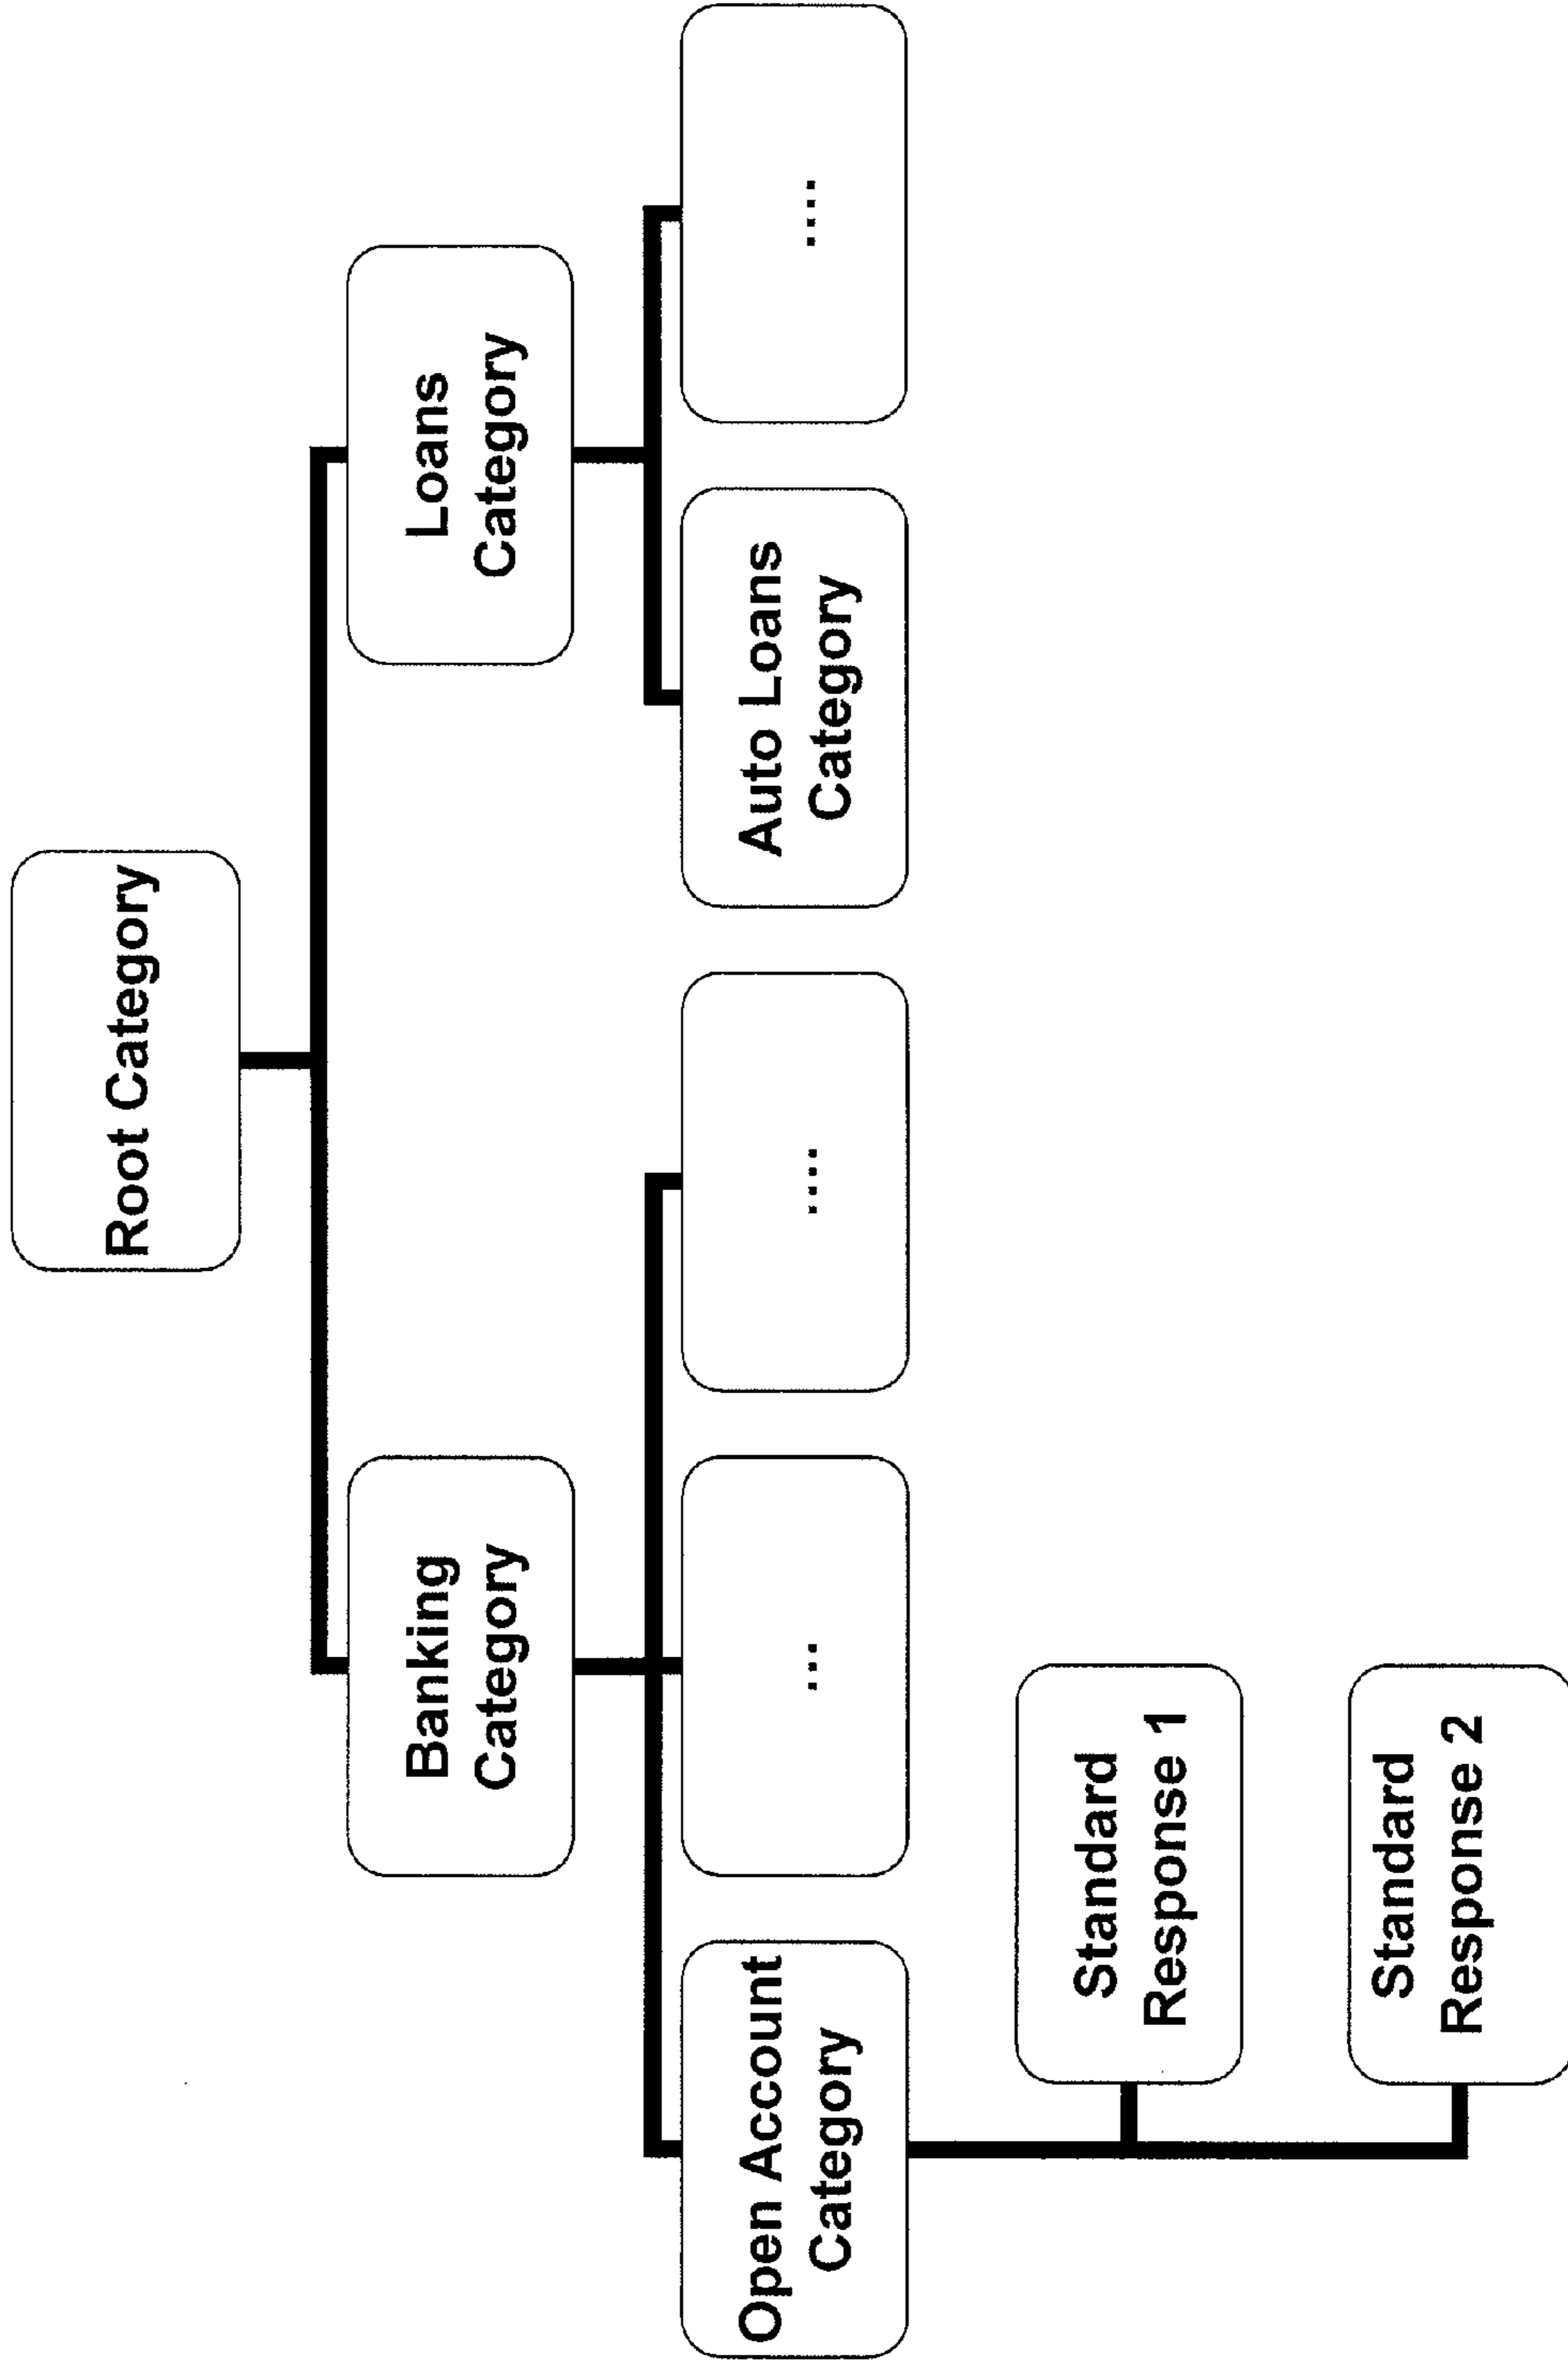 Root Category
Banking
Category
Loans
Category
Open Account
Category
...
....
Auto Loans
Category
....
Standard
Response 1
Standard
Response 2